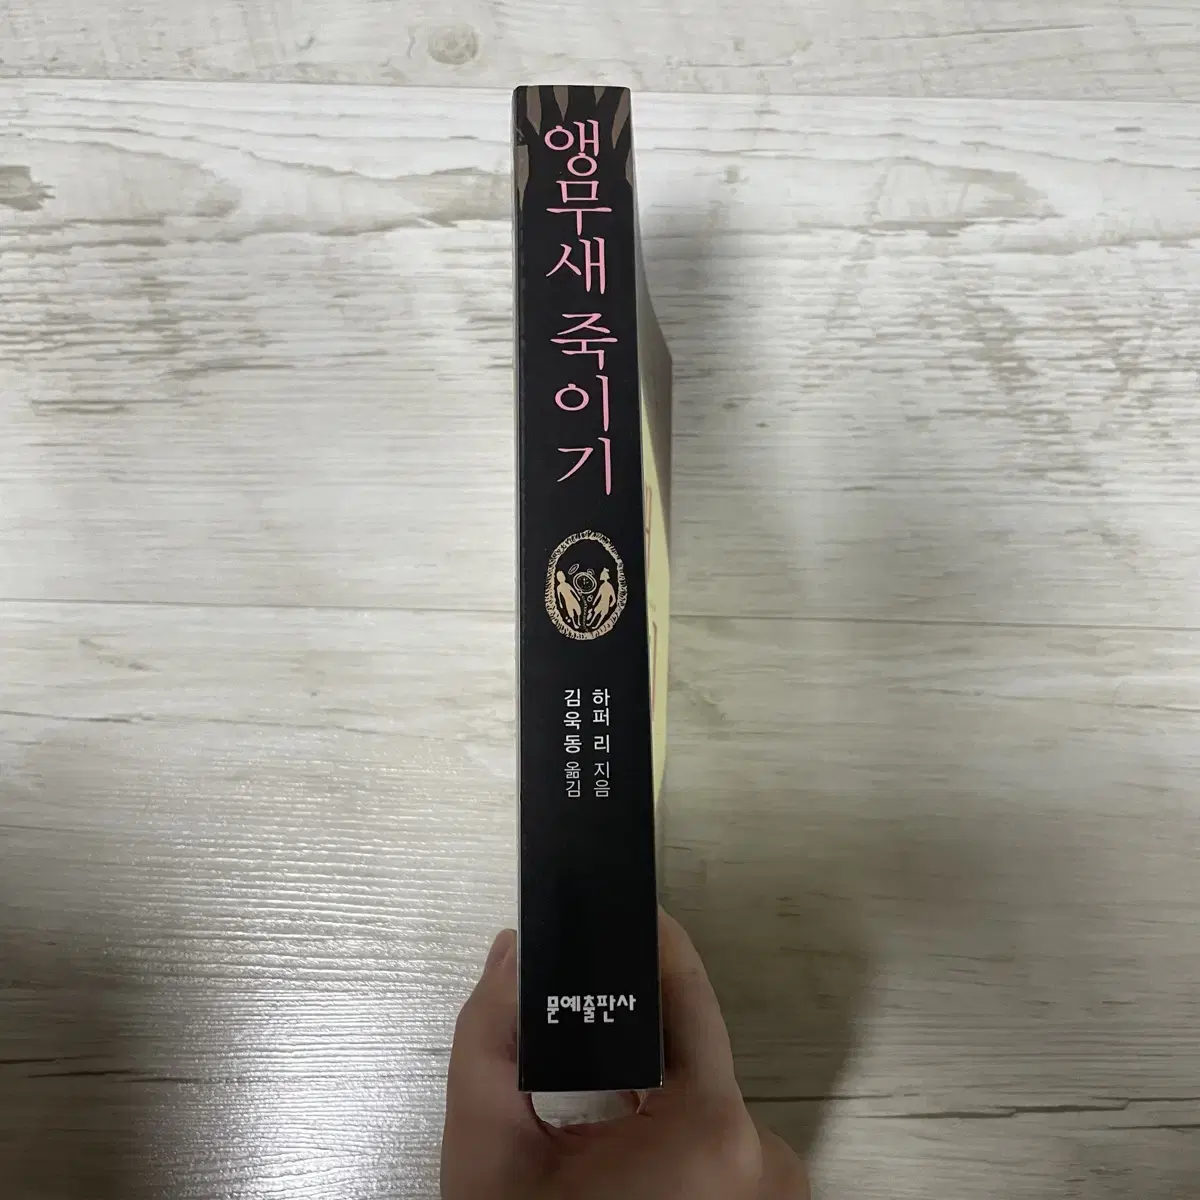 앵무새 죽이기
하퍼 리 지음
김욱동 옮김
문예출판사